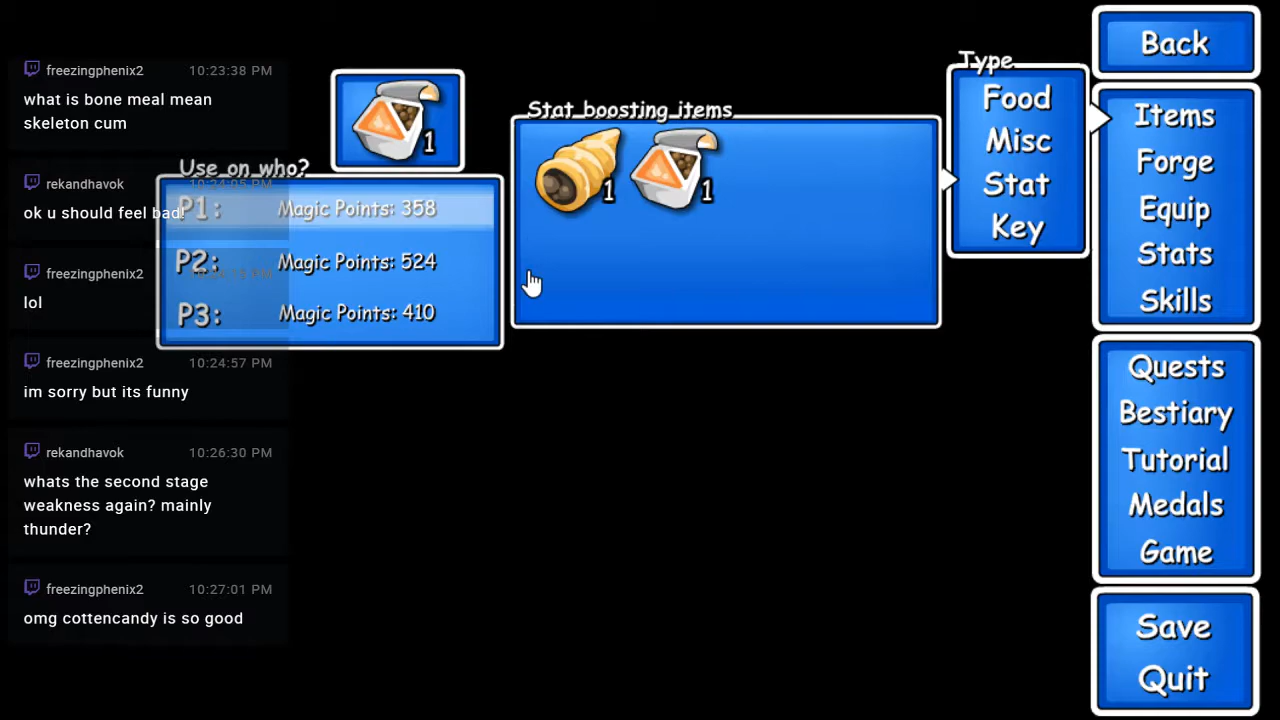 freezingphenix2 10:23:38 PM
what is bone meal mean
skeleton cum
rekandhavok 10:24:05 PM
ok u should feel bad!
freezingphenix2
lol
freezingphenix2 10:24:57 PM
im sorry but its funny
rekandhavok 10:26:30 PM
whats the second stage
weakness again? mainly
thunder?
freezingphenix2 10:27:01 PM
omg cottencandy is so good
1
Use on who?
P1: Magic Points: 358
P2: Magic Points: 524
P3: Magic Points: 410
Stat boosting items
1 1
Type
Food
Misc
Stat
Key
Back
Items
Forge
Equip
Stats
Skills
Quests
Bestiary
Tutorial
Medals
Game
Save
Quit